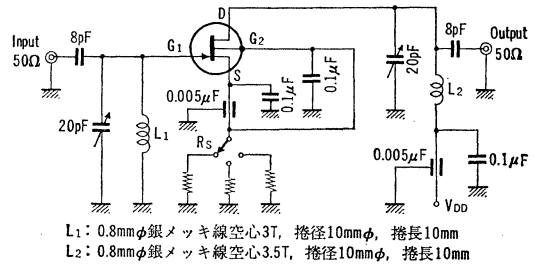 D
8pF
Input
50Ω
G₁
G₂
8pF
Output
50Ω
S
0.1μF
0.1μF
20pF
L₂
0.005μF
20pF
L₁
Rs
0.005μF
0.1μF
VDD
L₁：0.8mmφ銀メッキ線空心3T，捲径10mmφ，捲長10mm
L₂：0.8mmφ銀メッキ線空心3.5T，捲径10mmφ，捲長10mm